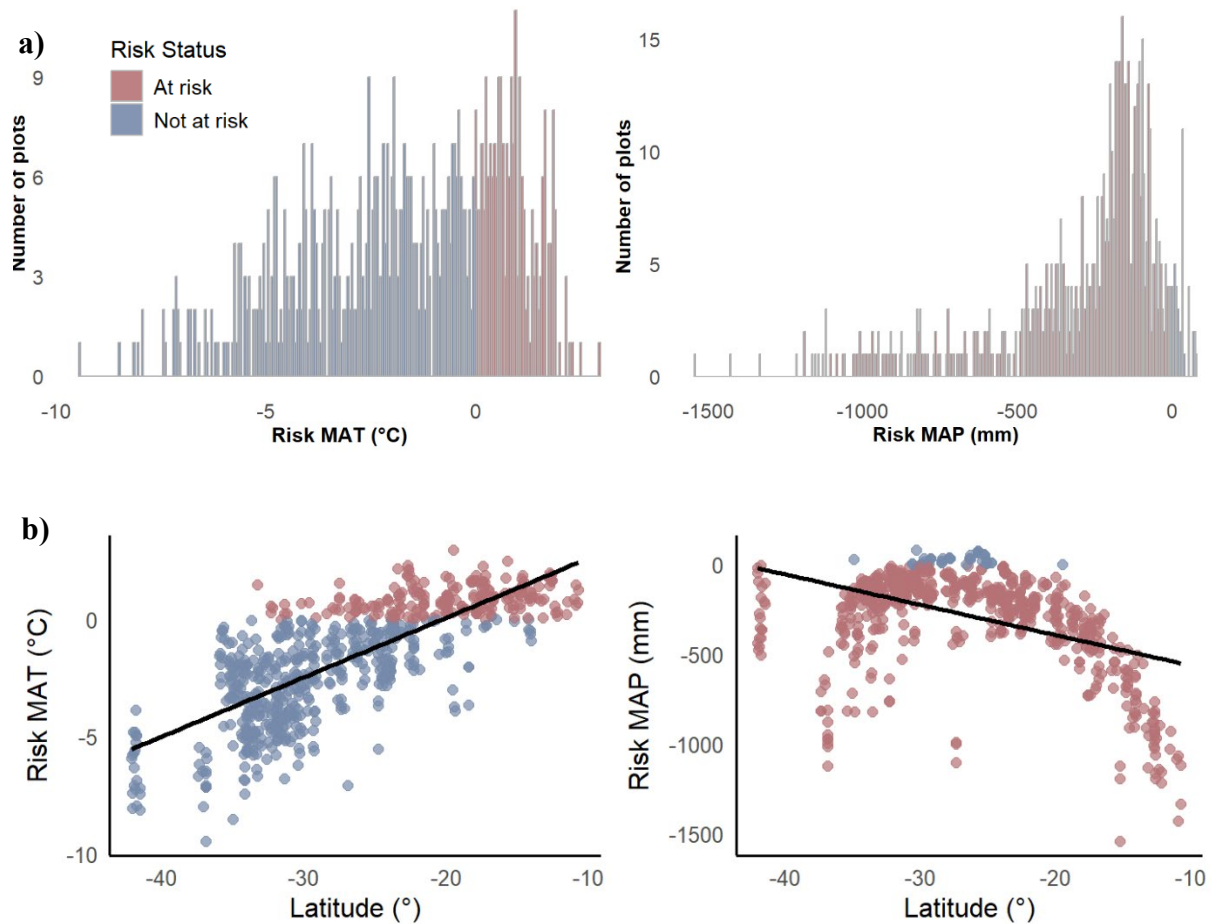 a)
Risk Status
At risk
Not at risk
Number of plots
9
6
3
0
-10
-5
0
Risk MAT (°C)
Number of plots
15
10
5
0
-1500
-1000
-500
0
Risk MAP (mm)
b)
Risk MAT (°C)
0
-5
-10
-40
-30
-20
-10
Latitude (°)
Risk MAP (mm)
0
-500
-1000
-1500
-40
-30
-20
-10
Latitude (°)